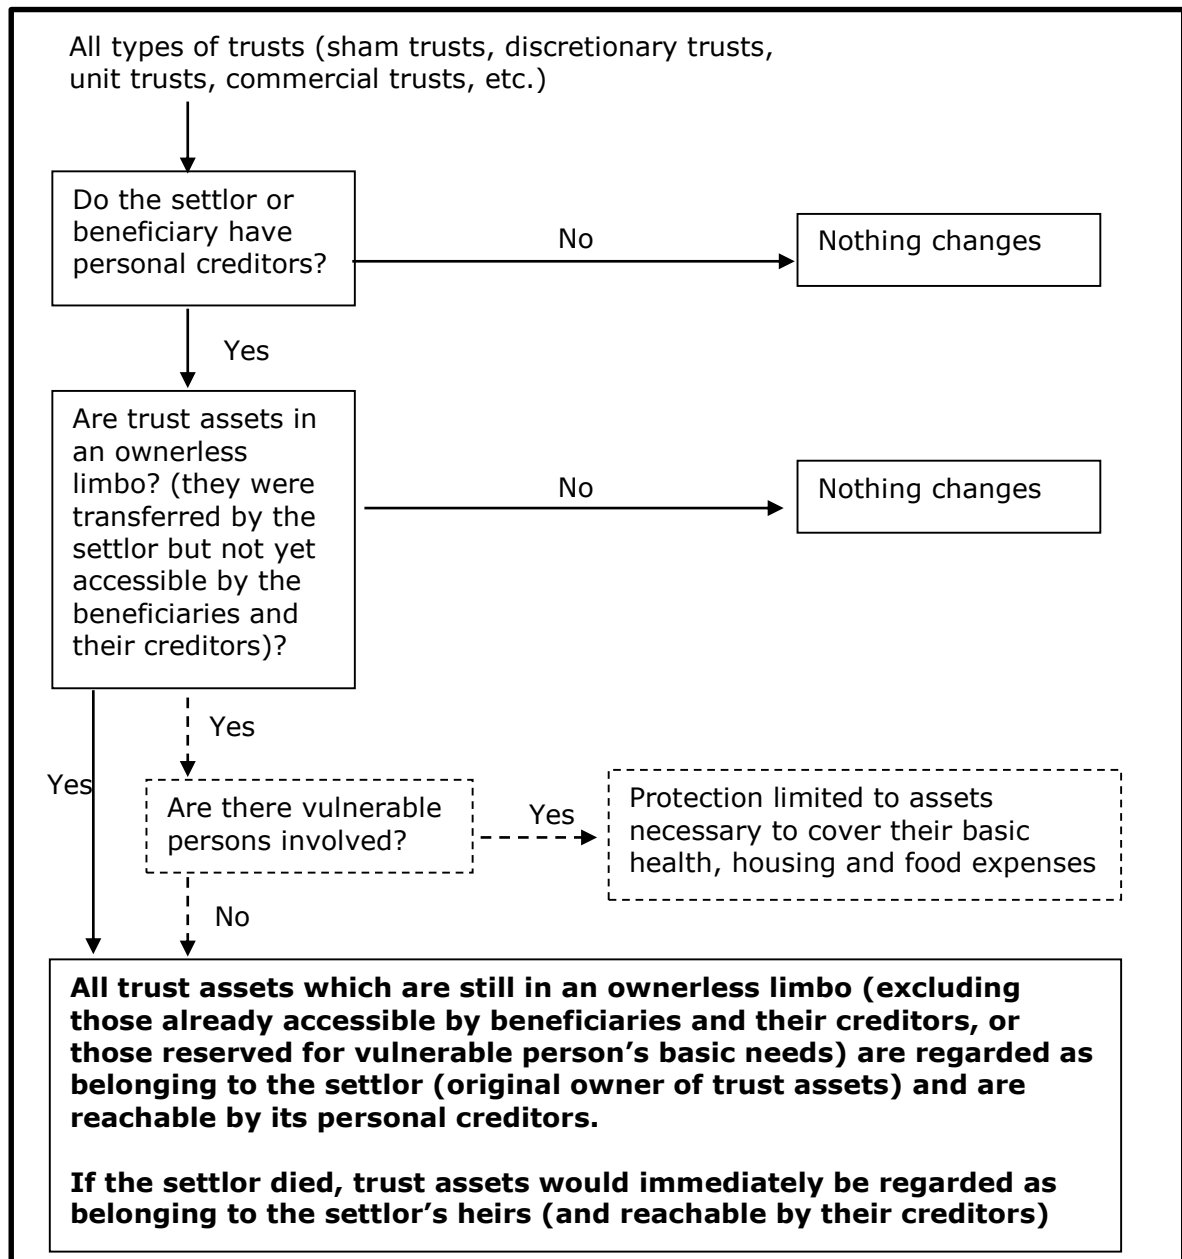 All types of trusts (sham trusts, discretionary trusts,
unit trusts, commercial trusts, etc.)
Do the settlor or
beneficiary have
personal creditors?
No
Nothing changes
Yes
Are trust assets in
an ownerless
limbo? (they were
transferred by the
settlor but not yet
accessible by the
beneficiaries and
their creditors)?
No
Nothing changes
Yes
Yes
Are there vulnerable
persons involved?
Yes
Protection limited to assets
necessary to cover their basic
health, housing and food expenses
No
All trust assets which are still in an ownerless limbo (excluding
those already accessible by beneficiaries and their creditors, or
those reserved for vulnerable person’s basic needs) are regarded as
belonging to the settlor (original owner of trust assets) and are
reachable by its personal creditors.
If the settlor died, trust assets would immediately be regarded as
belonging to the settlor’s heirs (and reachable by their creditors)